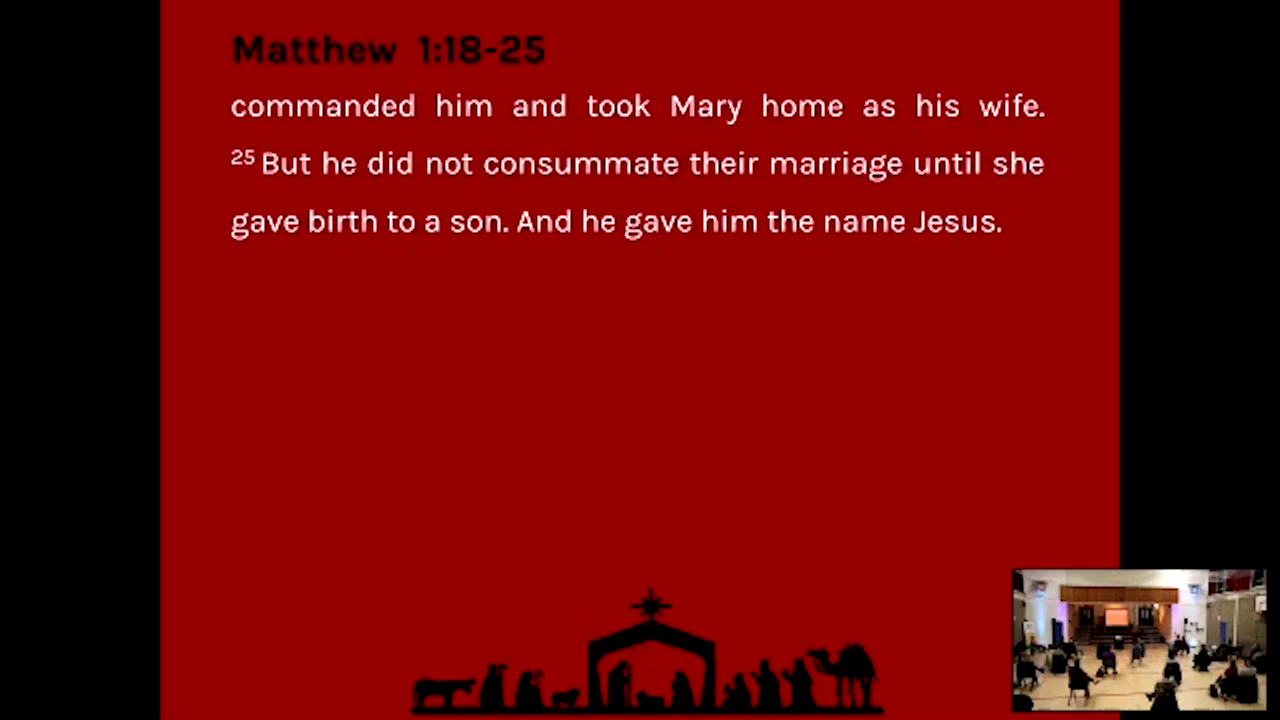 Matthew 1:18-25
commanded him and took Mary home as his wife.
25 But he did not consummate their marriage until she
gave birth to a son. And he gave him the name Jesus.